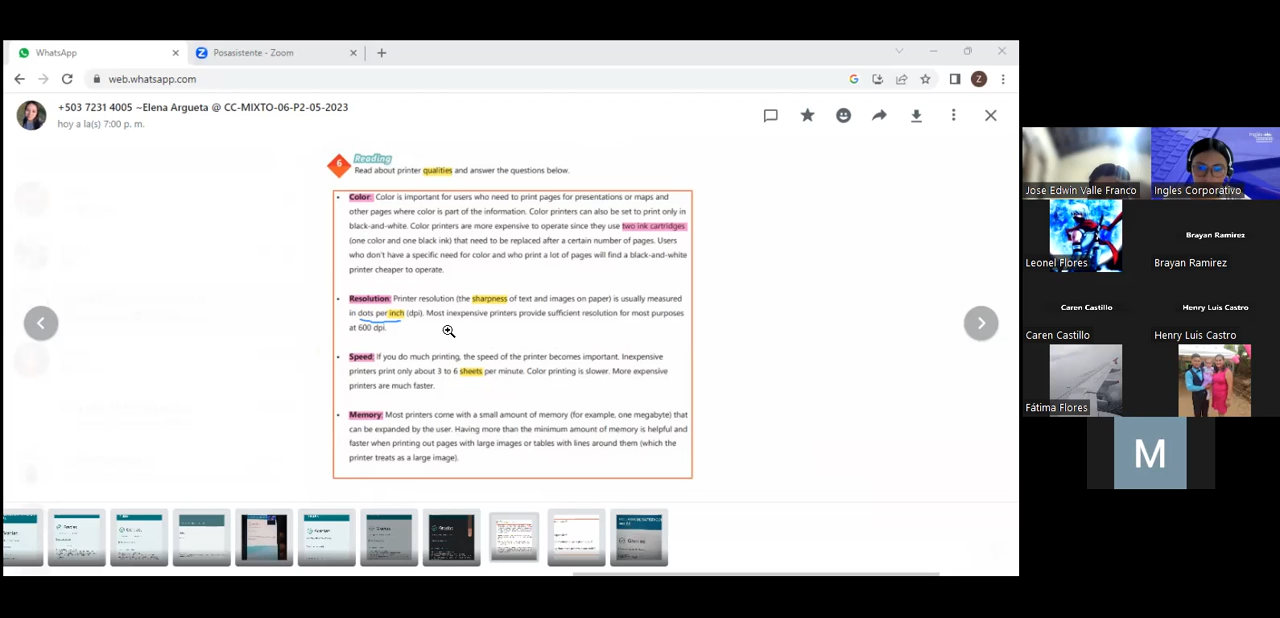 WhatsApp
Posasistente - Zoom
web.whatsapp.com
Z
+503 7231 4005 ~Elena Argueta @ CC-MIXTO-06-P2-05-2023
hoy a la(s) 7:00 p. m.
6
Reading
Read about printer qualities and answer the questions below.
• Color: Color is important for users who need to print pages for presentations or maps and
other pages where color is part of the information. Color printers can also be set to print only in
black-and-white. Color printers are more expensive to operate since they use two ink cartridges
(one color and one black ink) that need to be replaced after a certain number of pages. Users
who don't have a specific need for color and who print a lot of pages will find a black-and-white
printer cheaper to operate.
• Resolution: Printer resolution (the sharpness of text and images on paper) is usually measured
in dots per inch (dpi). Most inexpensive printers provide sufficient resolution for most purposes
at 600 dpi.
• Speed: If you do much printing, the speed of the printer becomes important. Inexpensive
printers print only about 3 to 6 sheets per minute. Color printing is slower. More expensive
printers are much faster.
• Memory: Most printers come with a small amount of memory (for example, one megabyte) that
can be expanded by the user. Having more than the minimum amount of memory is helpful and
faster when printing out pages with large images or tables with lines around them (which the
printer treats as a large image).
Jose Edwin Valle Franco
Ingles Corporativo
Leonel Flores
Brayan Ramirez
Brayan Ramirez
Caren Castillo
Caren Castillo
Henry Luis Castro
Henry Luis Castro
Fátima Flores
M